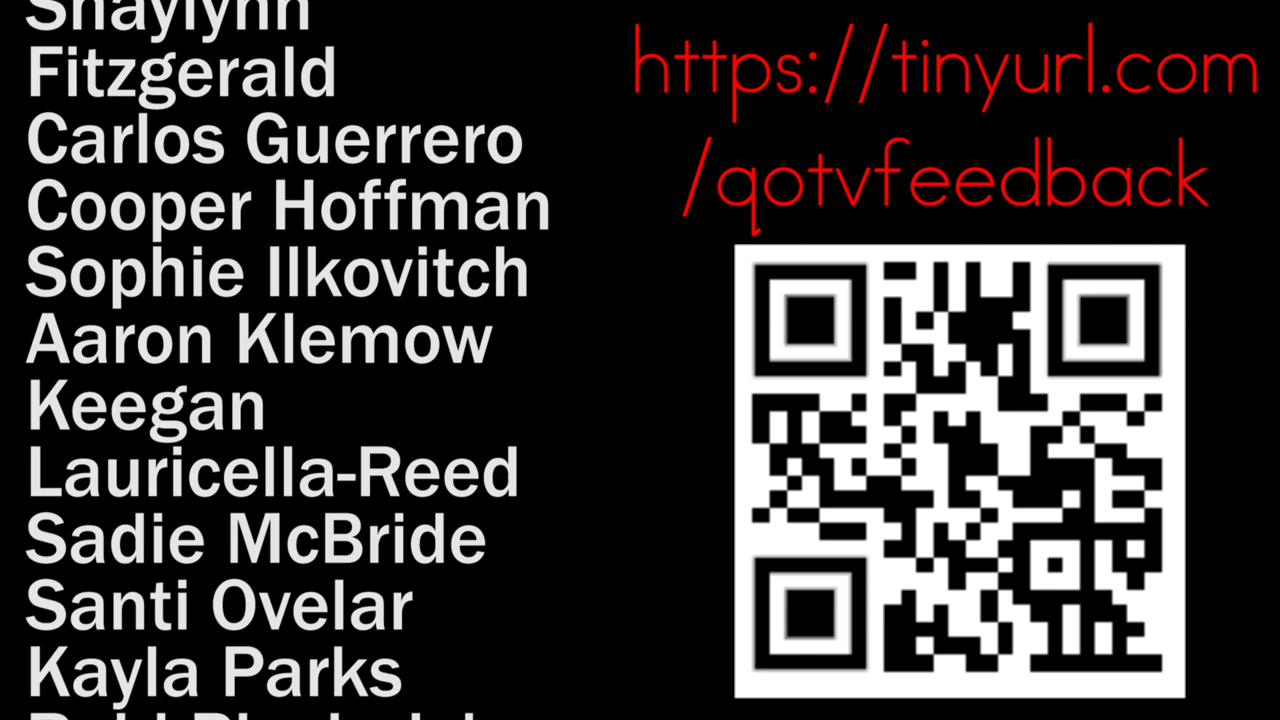 Shaylynn
Fitzgerald
Carlos Guerrero
Cooper Hoffman
Sophie Ilkovitch
Aaron Klemow
Keegan
Lauricella-Reed
Sadie McBride
Santi Ovelar
Kayla Parks
https://tinyurl.com
/qotvfeedback